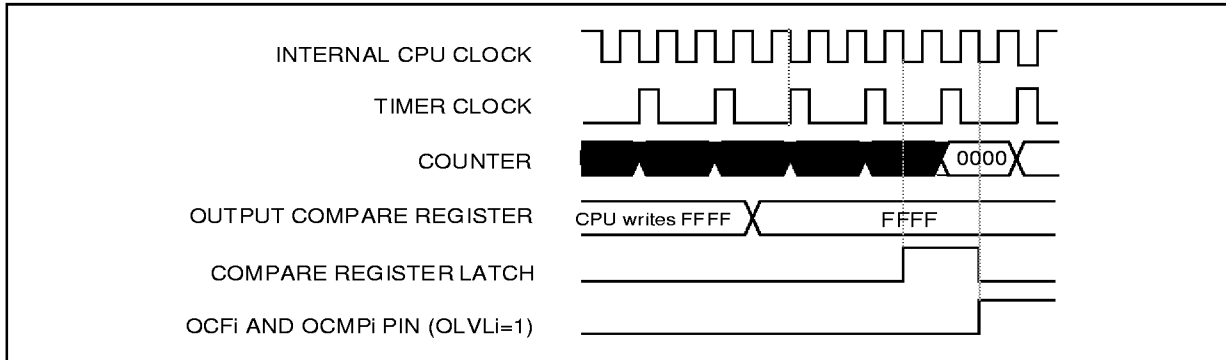 INTERNAL CPU CLOCK
TIMER CLOCK
COUNTER 0000
OUTPUT COMPARE REGISTER CPU writes FFFF FFFF
COMPARE REGISTER LATCH
OCFi AND OCMPi PIN (OLVLi=1)